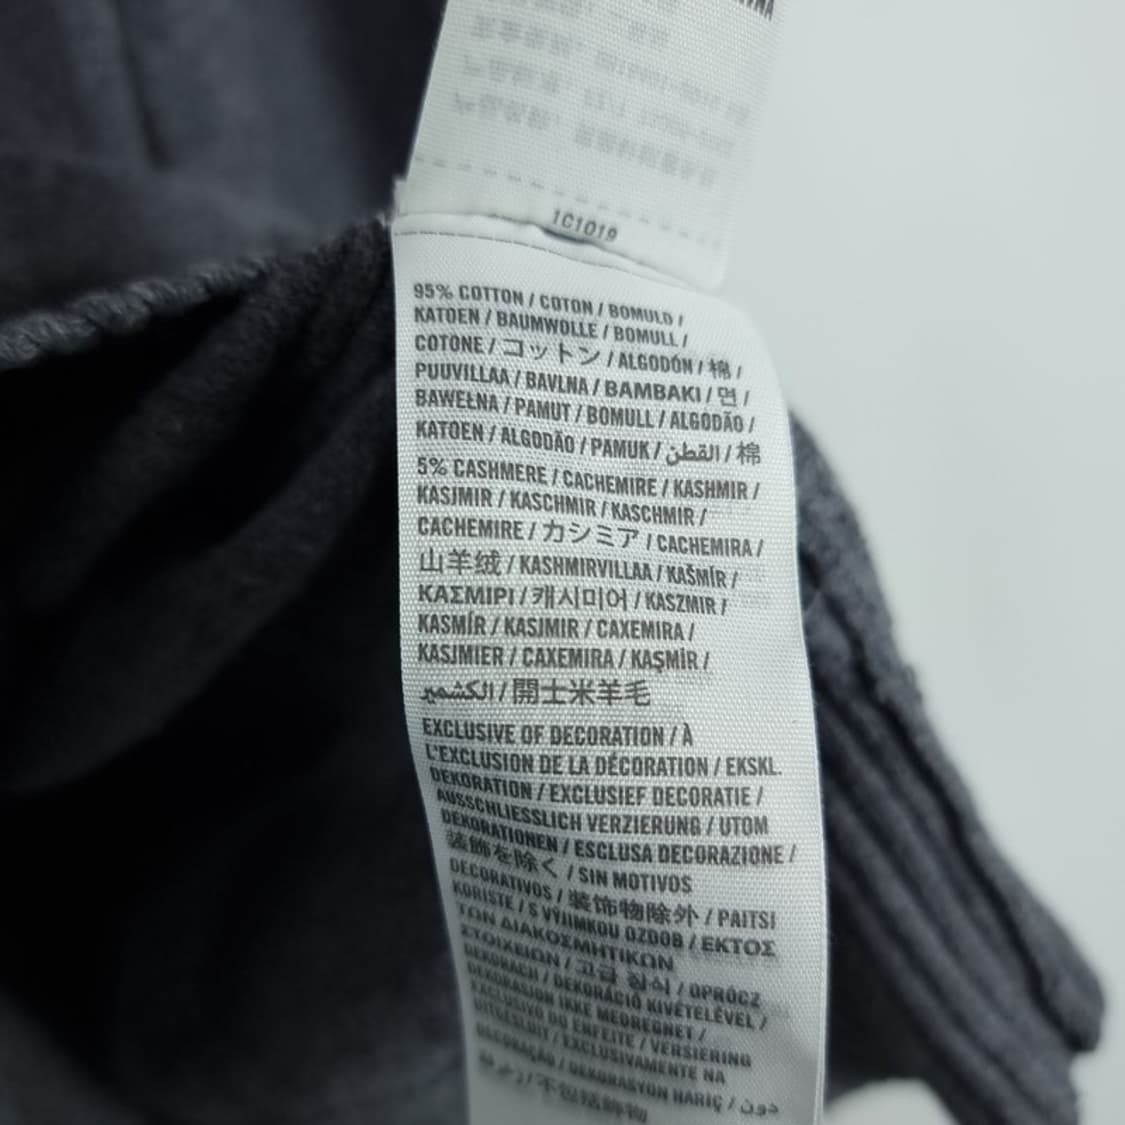 1C1019
95% COTTON / COTON / BOMULD /
KATOEN / BAUMWOLLE / BOMULL /
COTONE / コットン / ALGODÓN / 棉 /
PUUVILLAA / BAVLNA / BAMBAKI / 면 /
BAWEŁNA / PAMUT / BOMULL / ALGODÃO /
KATOEN / ALGODÃO / PAMUK / القطن / 棉
5% CASHMERE / CACHEMIRE / KASHMIR /
KASJMIR / KASCHMIR / KASCHMIR /
CACHEMIRE / カシミア / CACHEMIRA /
山羊绒 / KASHMIRVILLAA / KAŠMÍR /
ΚΑΣΜΙΡΙ / 캐시미어 / KASZMIR /
KASMÍR / KASJMIR / CAXEMIRA /
KASJMIER / CAXEMIRA / KAŞMİR /
الكشمير / 開士米羊毛
EXCLUSIVE OF DECORATION / À
L'EXCLUSION DE LA DÉCORATION / EKSKL.
DEKORATION / EXCLUSIEF DECORATIE /
AUSSCHLIESSLICH VERZIERUNG / UTOM
DEKORATIONEN / ESCLUSA DECORAZIONE /
装飾を除く / SIN MOTIVOS
DECORATIVOS / 装饰物除外 / PAITSI
KORISTE / S VÝJIMKOU OZDOB / ΕΚΤΟΣ
ΤΩΝ ΔΙΑΚΟΣΜΗΤΙΚΩΝ
ΣΤΟΙΧΕΙΩΝ / 고급 장식 / OPRÓCZ
DEKORACJI / DEKORÁCIÓ KIVÉTELÉVEL /
DEKORASJON IKKE MEDREGNET /
EXCLUSIVO DU ENFEITE / VERSIERING
UITGESLUIT / EXCLUSIVAMENTE NA
DECORAÇÃO / DEKORASYON HARİÇ / دون
不包括飾物